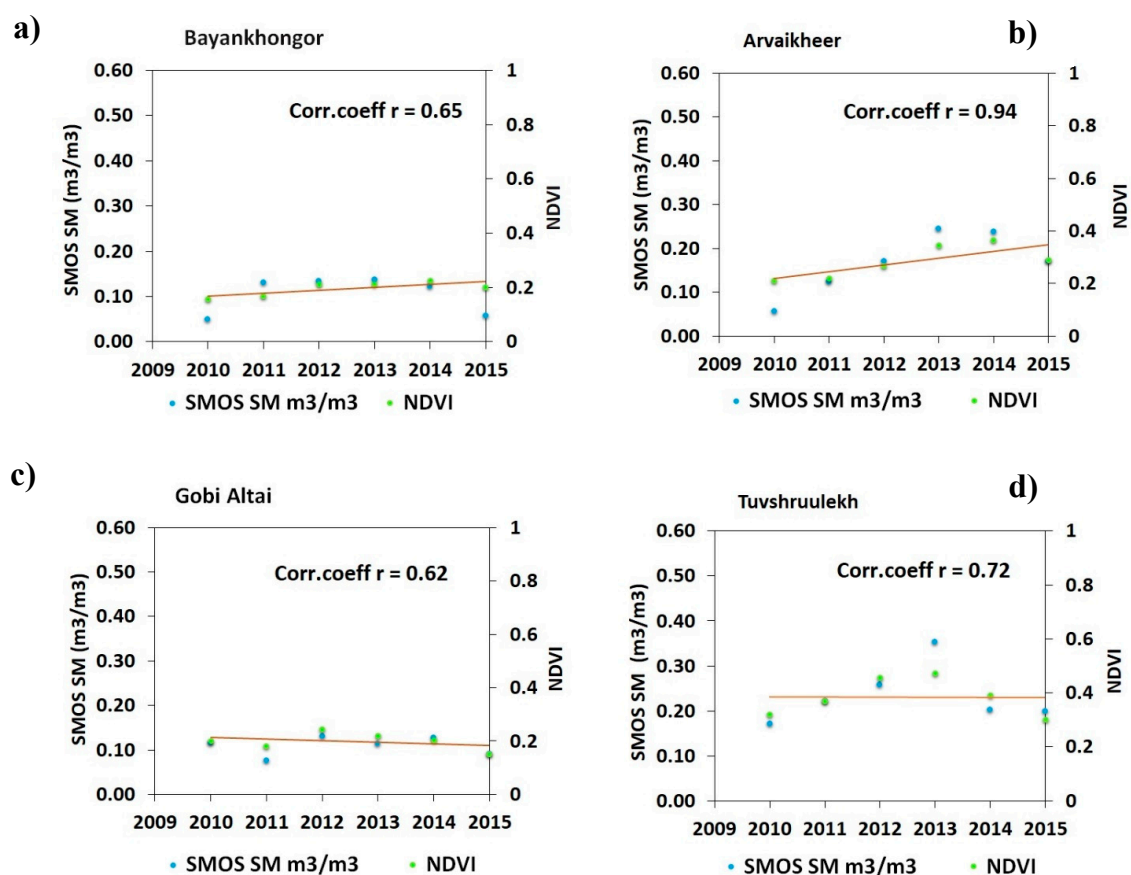 a)
Bayankhongor
Corr.coeff r = 0.65
SMOS SM (m3/m3)
0.60
0.50
0.40
0.30
0.20
0.10
0.00
1
0.8
0.6
0.4
0.2
0
NDVI
2009 2010 2011 2012 2013 2014 2015
SMOS SM m3/m3 NDVI
b)
Arvaikheer
Corr.coeff r = 0.94
SMOS SM (m3/m3)
0.60
0.50
0.40
0.30
0.20
0.10
0.00
1
0.8
0.6
0.4
0.2
0
NDVI
2009 2010 2011 2012 2013 2014 2015
SMOS SM m3/m3 NDVI
c)
Gobi Altai
Corr.coeff r = 0.62
SMOS SM (m3/m3)
0.60
0.50
0.40
0.30
0.20
0.10
0.00
1
0.8
0.6
0.4
0.2
0
NDVI
2009 2010 2011 2012 2013 2014 2015
SMOS SM m3/m3 NDVI
d)
Tuvshruulekh
Corr.coeff r = 0.72
SMOS SM (m3/m3)
0.60
0.50
0.40
0.30
0.20
0.10
0.00
1
0.8
0.6
0.4
0.2
0
NDVI
2009 2010 2011 2012 2013 2014 2015
SMOS SM m3/m3 NDVI